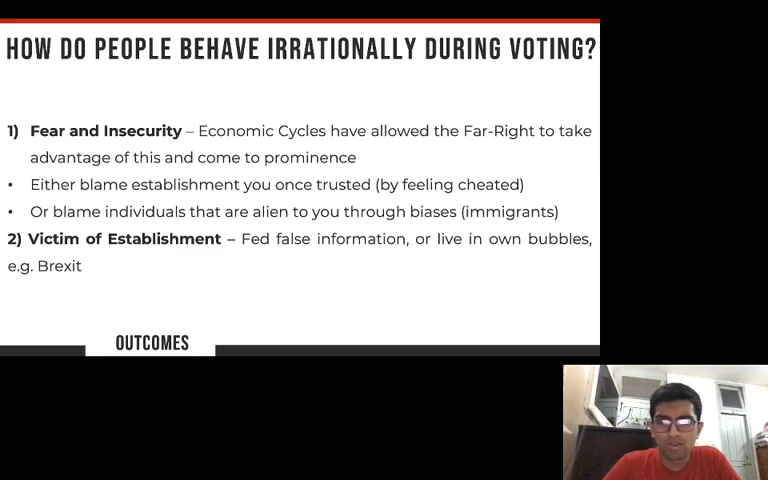 HOW DO PEOPLE BEHAVE IRRATIONALLY DURING VOTING?
1) Fear and Insecurity – Economic Cycles have allowed the Far-Right to take
advantage of this and come to prominence
• Either blame establishment you once trusted (by feeling cheated)
• Or blame individuals that are alien to you through biases (immigrants)
2) Victim of Establishment – Fed false information, or live in own bubbles,
e.g. Brexit
OUTCOMES